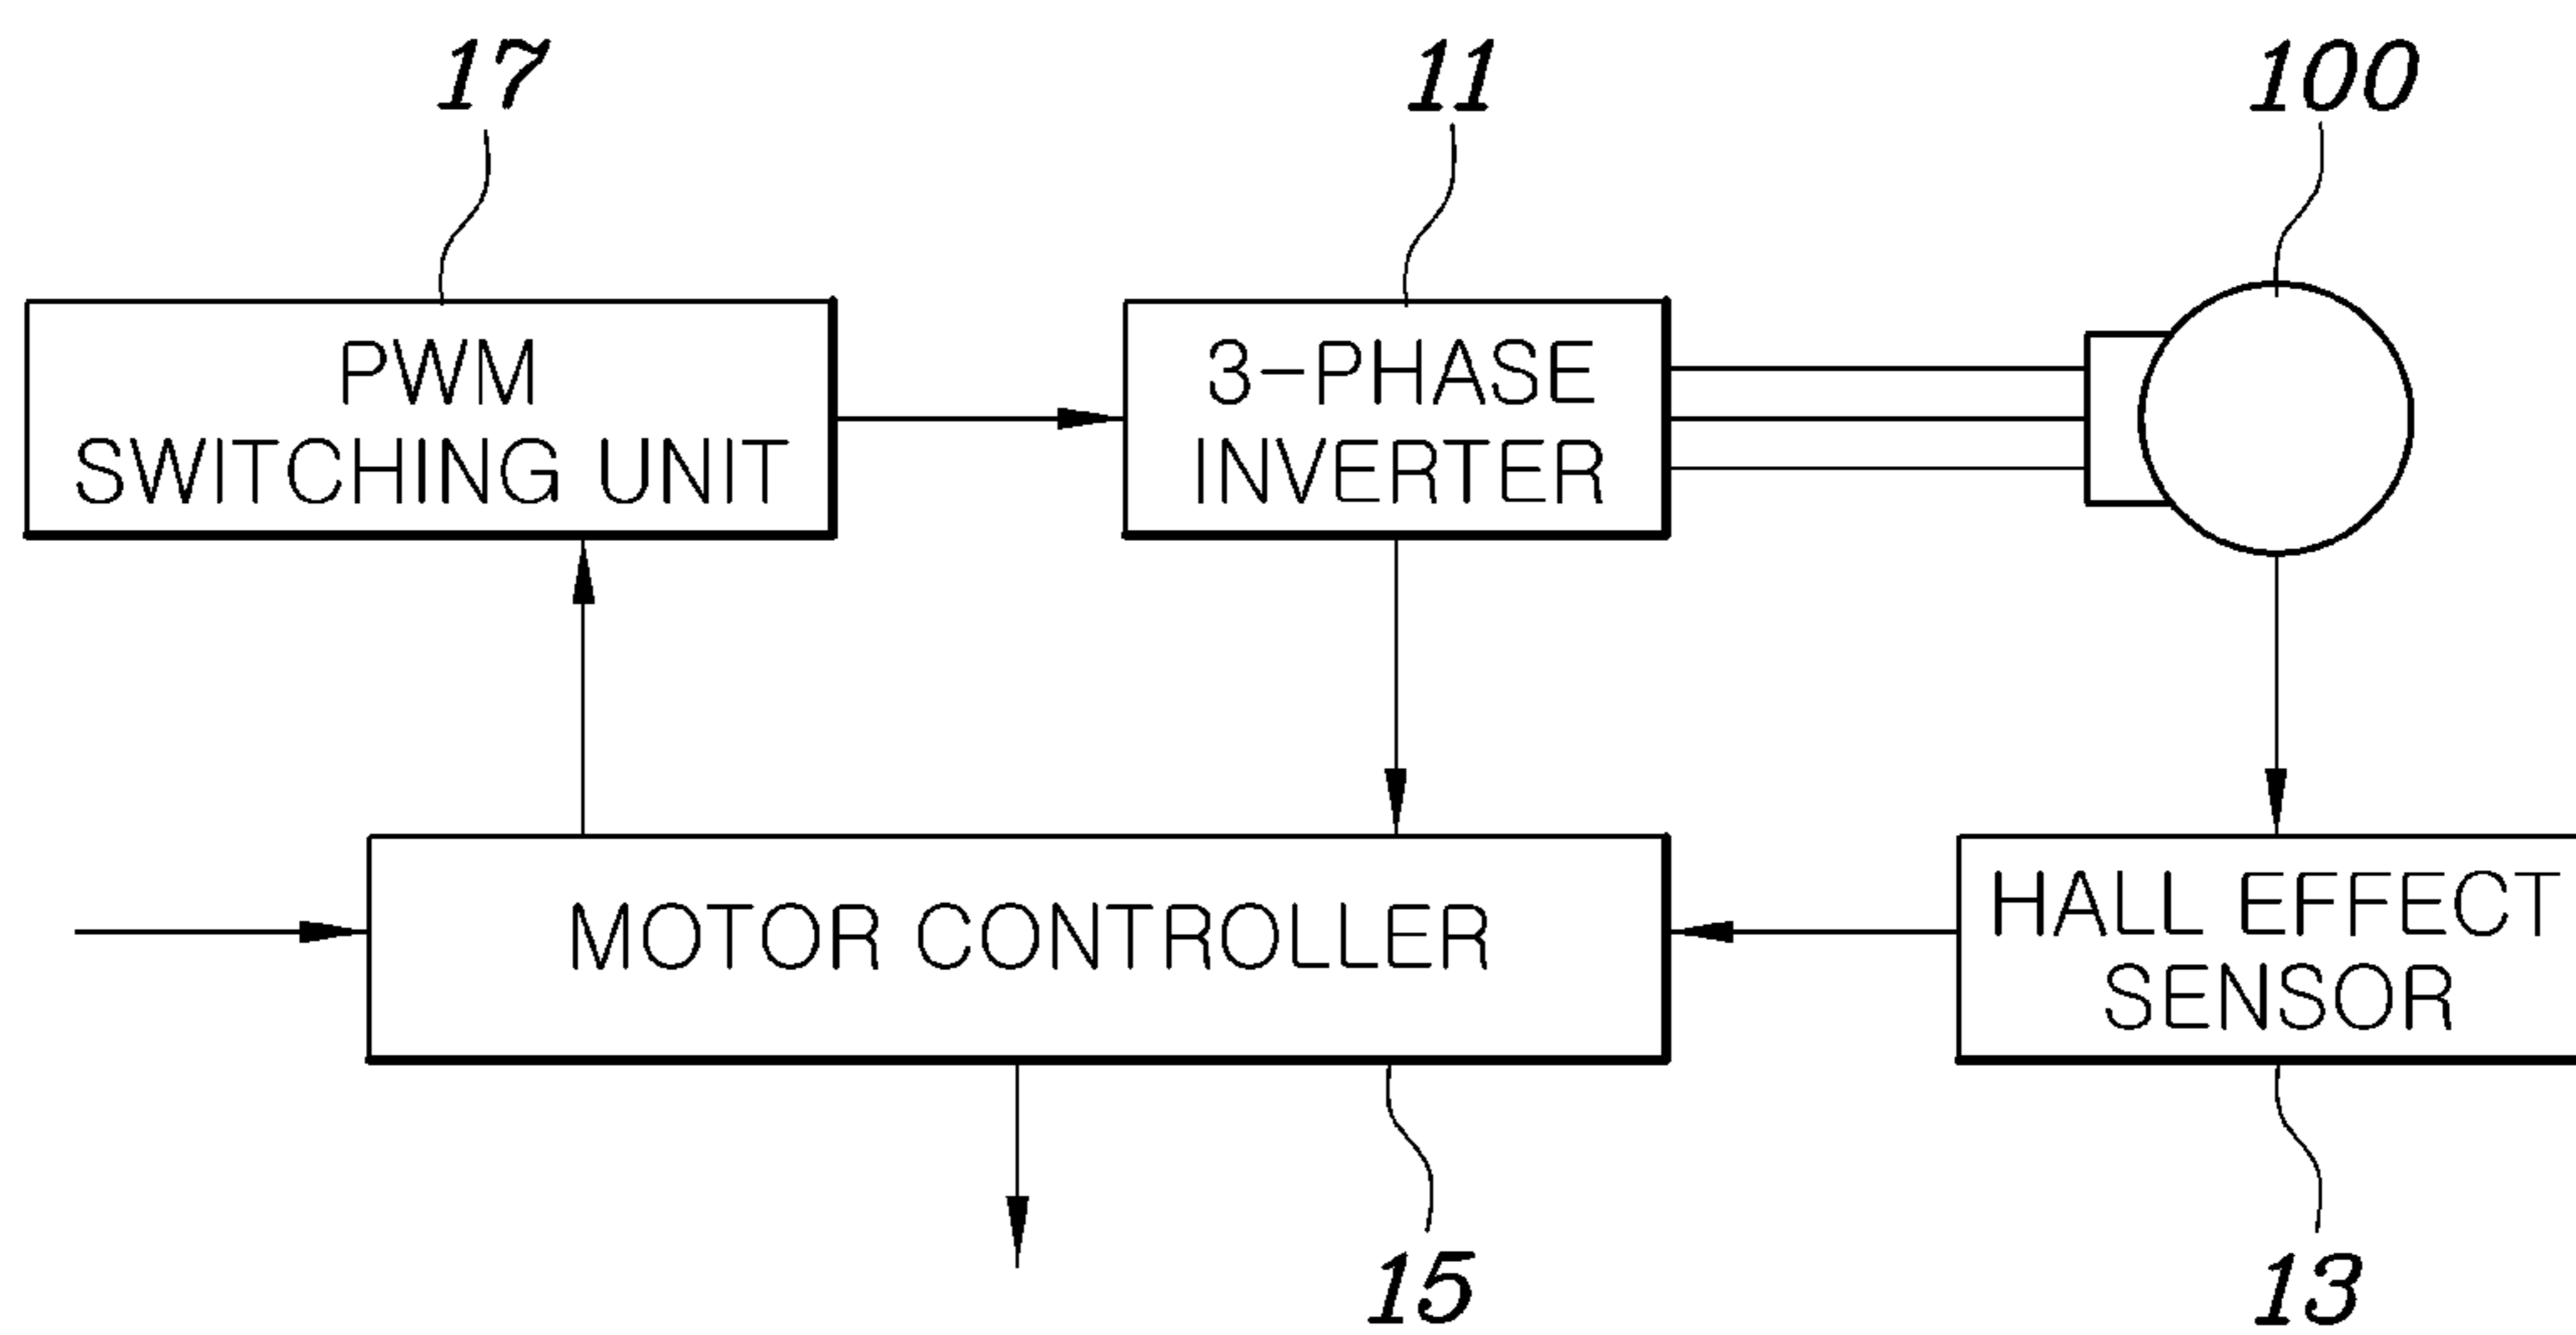 17
11
100
PWM
SWITCHING UNIT
3-PHASE
INVERTER
MOTOR CONTROLLER
HALL EFFECT
SENSOR
15
13